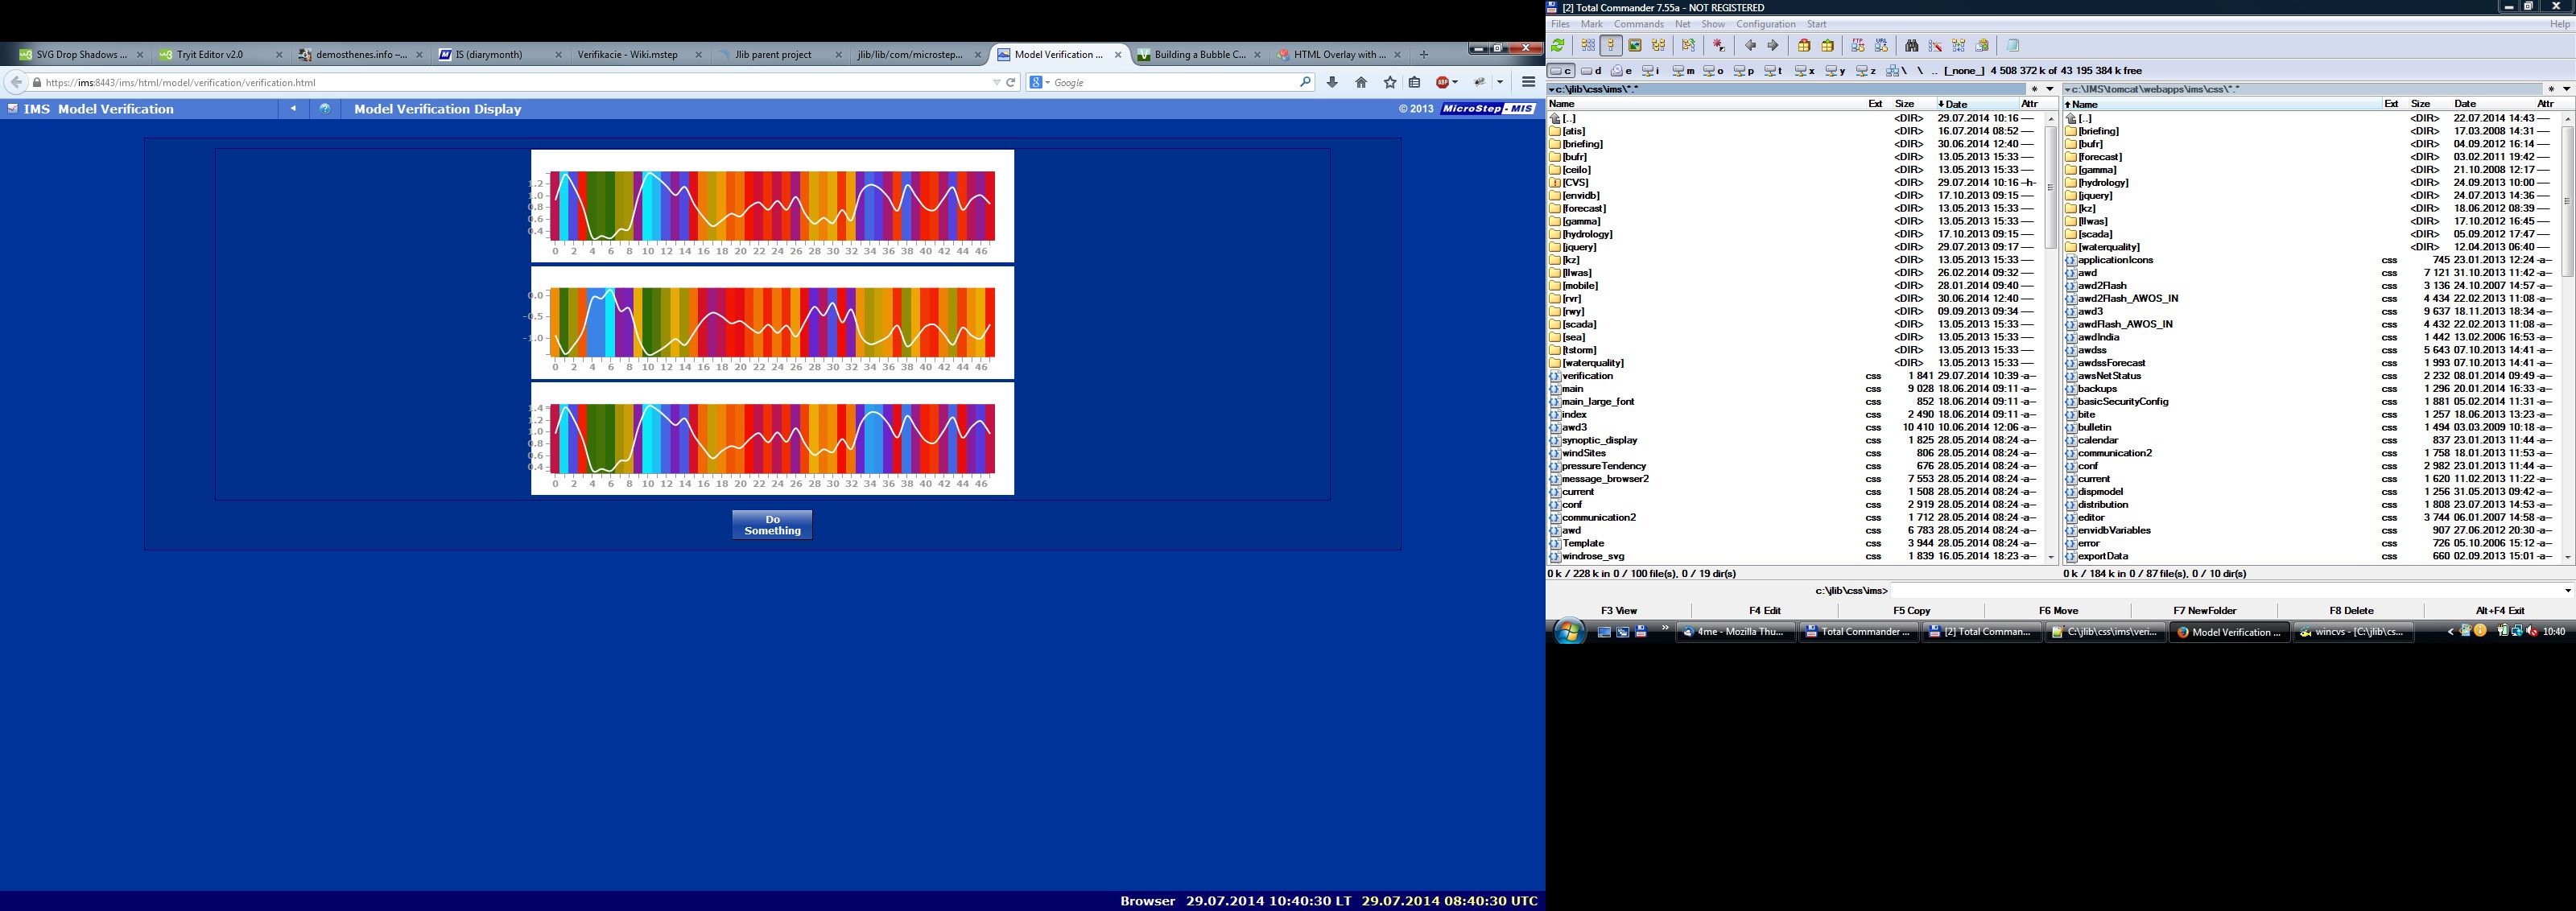 SVG Drop Shadows ...
Tryit Editor v2.0
demosthenes.info –...
IS (diarymonth)
Verifikacie - Wiki.mstep
Jlib parent project
jlib/lib/com/microstep...
Model Verification ...
Building a Bubble C...
HTML Overlay with ...
https://ims:8443/ims/html/model/verification/verification.html
Google
IMS Model Verification
Model Verification Display
© 2013 MicroStep - MIS
1.2
1.0
0.8
0.6
0.4
0 2 4 6 8 10 12 14 16 18 20 22 24 26 28 30 32 34 36 38 40 42 44 46
0.0
-0.5
-1.0
0 2 4 6 8 10 12 14 16 18 20 22 24 26 28 30 32 34 36 38 40 42 44 46
1.4
1.2
1.0
0.8
0.6
0.4
0 2 4 6 8 10 12 14 16 18 20 22 24 26 28 30 32 34 36 38 40 42 44 46
Do
Something
Browser 29.07.2014 10:40:30 LT 29.07.2014 08:40:30 UTC
[2] Total Commander 7.55a - NOT REGISTERED
Files Mark Commands Net Show Configuration Start Help
c d e i m o p t x y z \ \ .. [_none_] 4 508 372 k of 43 195 384 k free
c:\jlib\css\ims\*.*
Name Ext Size Date Attr
[..] <DIR> 29.07.2014 10:16 ----
[atis] <DIR> 16.07.2014 08:52 ----
[briefing] <DIR> 30.06.2014 12:40 ----
[bufr] <DIR> 13.05.2013 15:33 ----
[ceilo] <DIR> 13.05.2013 15:33 ----
[CVS] <DIR> 29.07.2014 10:16 --h-
[envidb] <DIR> 17.10.2013 09:15 ----
[forecast] <DIR> 13.05.2013 15:33 ----
[gamma] <DIR> 13.05.2013 15:33 ----
[hydrology] <DIR> 17.10.2013 09:15 ----
[jquery] <DIR> 29.07.2013 09:17 ----
[kz] <DIR> 13.05.2013 15:33 ----
[llwas] <DIR> 26.02.2014 09:32 ----
[mobile] <DIR> 28.01.2014 09:40 ----
[rvr] <DIR> 30.06.2014 12:40 ----
[rwy] <DIR> 09.09.2013 09:34 ----
[scada] <DIR> 13.05.2013 15:33 ----
[sea] <DIR> 13.05.2013 15:33 ----
[tstorm] <DIR> 13.05.2013 15:33 ----
[waterquality] <DIR> 13.05.2013 15:33 ----
verification css 1 841 29.07.2014 10:39 -a--
main css 9 028 18.06.2014 09:11 -a--
main_large_font css 852 18.06.2014 09:11 -a--
index css 2 490 18.06.2014 09:11 -a--
awd3 css 10 410 10.06.2014 12:06 -a--
synoptic_display css 1 825 28.05.2014 08:24 -a--
windSites css 806 28.05.2014 08:24 -a--
pressureTendency css 676 28.05.2014 08:24 -a--
message_browser2 css 7 553 28.05.2014 08:24 -a--
current css 1 508 28.05.2014 08:24 -a--
conf css 2 919 28.05.2014 08:24 -a--
communication2 css 1 712 28.05.2014 08:24 -a--
awd css 6 783 28.05.2014 08:24 -a--
Template css 3 944 28.05.2014 08:24 -a--
windrose_svg css 1 839 16.05.2014 18:23 -a--
0 k / 228 k in 0 / 100 file(s), 0 / 19 dir(s)
c:\IMS\tomcat\webapps\ims\css\*.*
Name Ext Size Date Attr
[..] <DIR> 22.07.2014 14:43 ----
[briefing] <DIR> 17.03.2008 14:31 ----
[bufr] <DIR> 04.09.2012 16:14 ----
[forecast] <DIR> 03.02.2011 19:42 ----
[gamma] <DIR> 21.10.2008 12:17 ----
[hydrology] <DIR> 24.09.2013 10:00 ----
[jquery] <DIR> 24.07.2013 14:36 ----
[kz] <DIR> 18.06.2012 08:39 ----
[llwas] <DIR> 17.10.2012 16:45 ----
[scada] <DIR> 05.09.2012 17:47 ----
[waterquality] <DIR> 12.04.2013 06:40 ----
applicationIcons css 745 23.01.2013 12:24 -a--
awd css 7 121 31.10.2013 11:42 -a--
awd2Flash css 3 136 24.10.2007 14:57 -a--
awd2Flash_AWOS_IN css 4 434 22.02.2013 11:08 -a--
awd3 css 9 637 18.11.2013 18:34 -a--
awdFlash_AWOS_IN css 4 432 22.02.2013 11:08 -a--
awdIndia css 1 442 13.02.2006 16:53 -a--
awdss css 5 643 07.10.2013 14:41 -a--
awdssForecast css 1 993 07.10.2013 14:41 -a--
awsNetStatus css 2 232 08.01.2014 09:49 -a--
backups css 1 296 20.01.2014 16:33 -a--
basicSecurityConfig css 1 881 05.02.2014 11:31 -a--
bite css 1 257 18.06.2013 13:23 -a--
bulletin css 1 494 03.03.2009 10:18 -a--
calendar css 837 23.01.2013 11:44 -a--
communication2 css 1 758 18.01.2013 11:53 -a--
conf css 2 982 23.01.2013 11:44 -a--
current css 1 620 11.02.2013 11:22 -a--
dispmodel css 1 256 31.05.2013 09:42 -a--
distribution css 1 808 23.07.2013 14:53 -a--
editor css 3 744 06.01.2007 14:58 -a--
envidbVariables css 907 27.06.2012 20:30 -a--
error css 726 05.10.2006 15:12 -a--
exportData css 660 02.09.2013 15:01 -a--
0 k / 184 k in 0 / 87 file(s), 0 / 10 dir(s)
c:\jlib\css\ims>
F3 View F4 Edit F5 Copy F6 Move F7 NewFolder F8 Delete Alt+F4 Exit
4me - Mozilla Thu...
Total Commander ...
[2] Total Comman...
C:\jlib\css\ims\veri...
Model Verification ...
wincvs - [C:\jlib\cs...
10:40